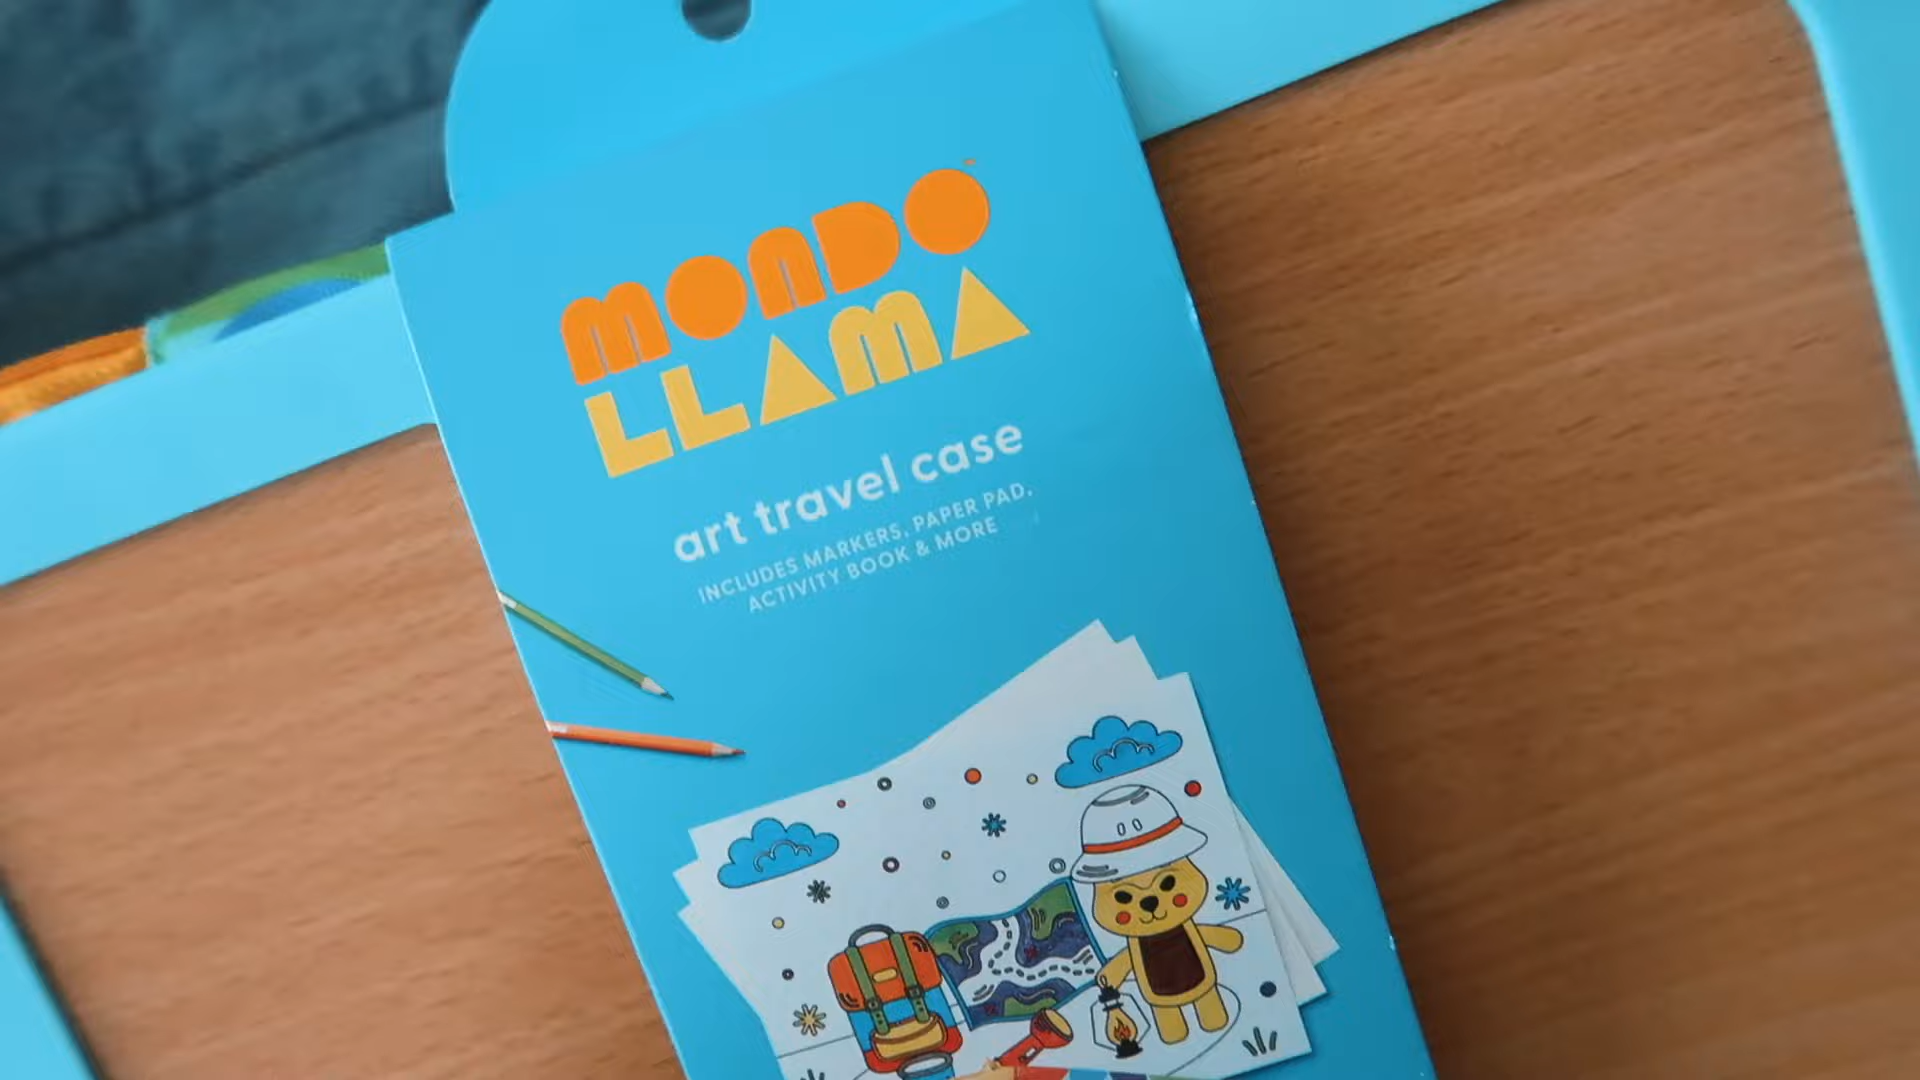 MONDO
LLAMA
art travel case
INCLUDES MARKERS, PAPER PAD,
ACTIVITY BOOK & MORE